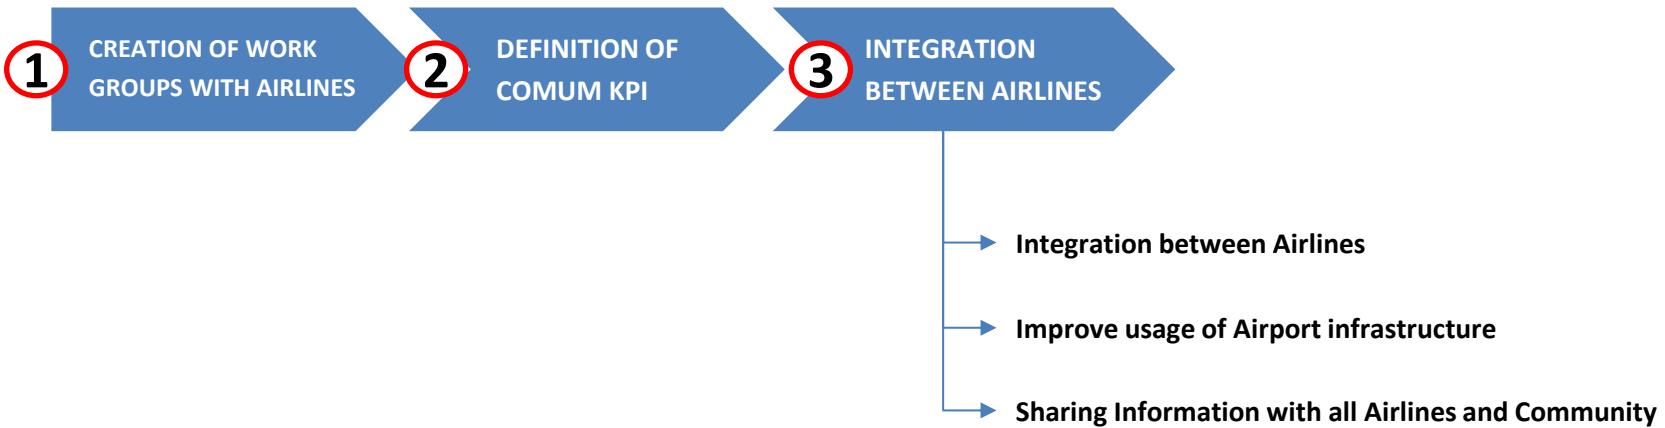 1
CREATION OF WORK
GROUPS WITH AIRLINES
2
DEFINITION OF
COMUM KPI
3
INTEGRATION
BETWEEN AIRLINES
Integration between Airlines
Improve usage of Airport infrastructure
Sharing Information with all Airlines and Community